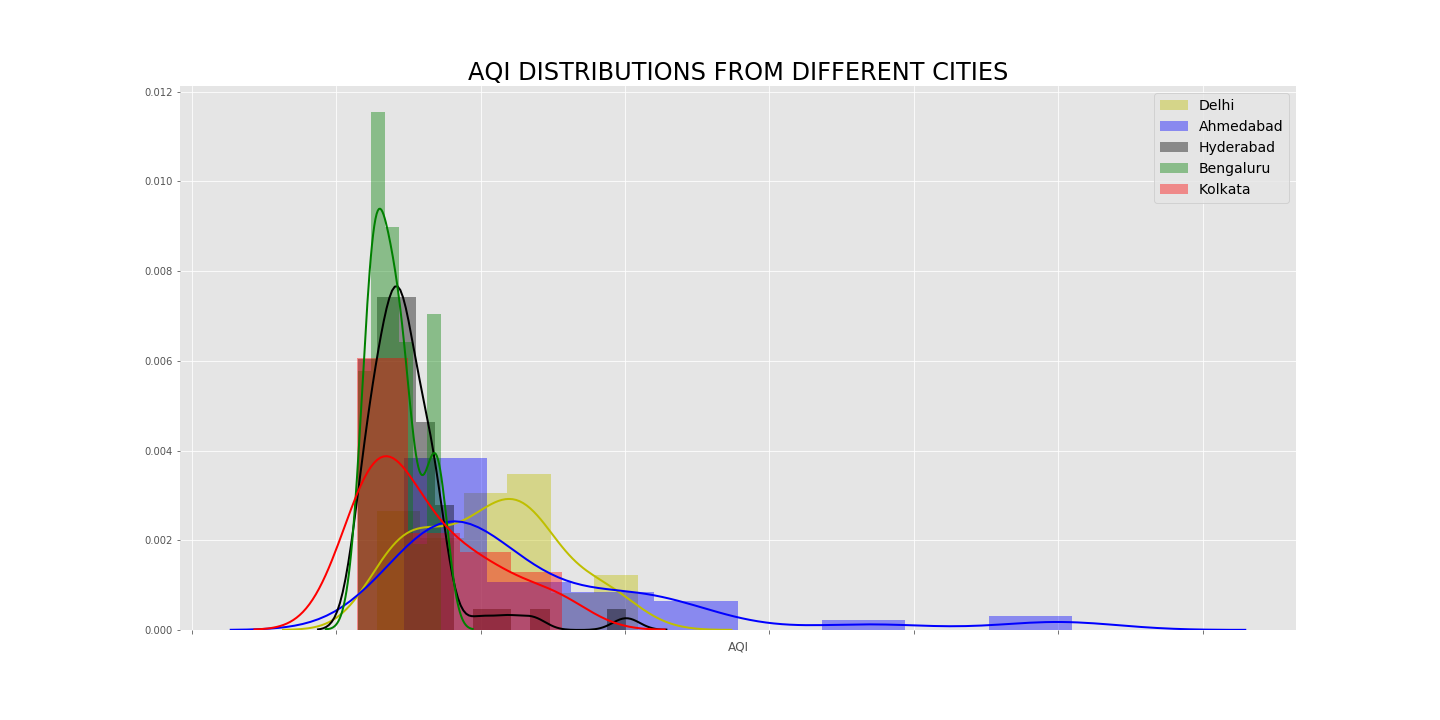 AQI DISTRIBUTIONS FROM DIFFERENT CITIES
0.012
0.010
0.008
0.006
0.004
0.002
0.000
Delhi
Ahmedabad
Hyderabad
Bengaluru
Kolkata
AQI